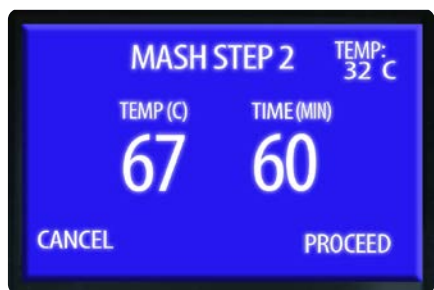 MASH STEP 2
TEMP:
32 C
TEMP (C) TIME (MIN)
67 60
CANCEL PROCEED